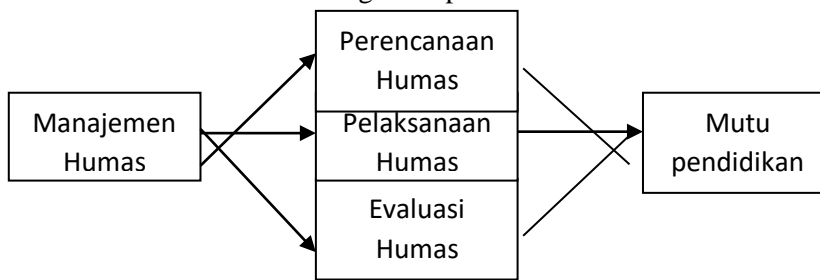 Perencanaan
Humas
Manajemen
Humas
Pelaksanaan
Humas
Mutu
pendidikan
Evaluasi
Humas